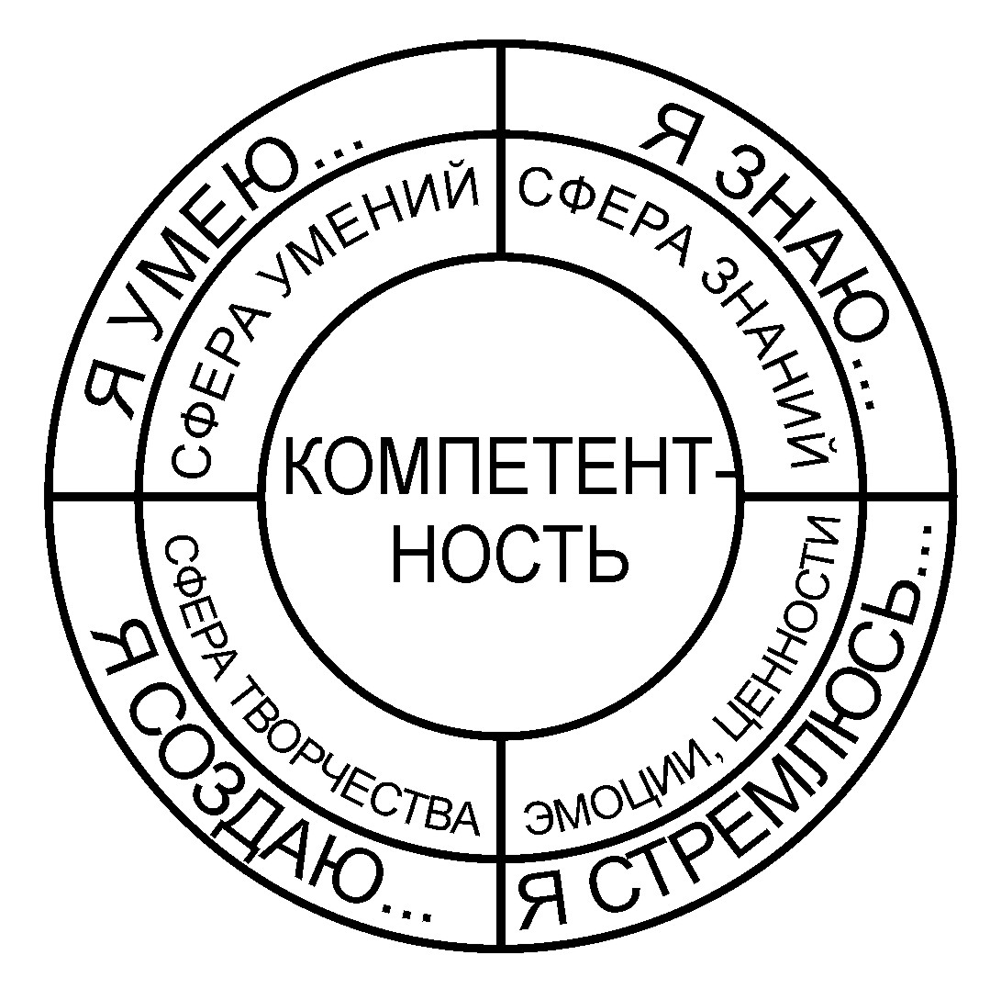 Я УМЕЮ...
Я ЗНАЮ...
СФЕРА УМЕНИЙ
СФЕРА ЗНАНИЙ
КОМПЕТЕНТ-
НОСТЬ
СФЕРА ТВОРЧЕСТВА
ЭМОЦИИ, ЦЕННОСТИ
Я СОЗДАЮ...
Я СТРЕМЛЮСЬ...